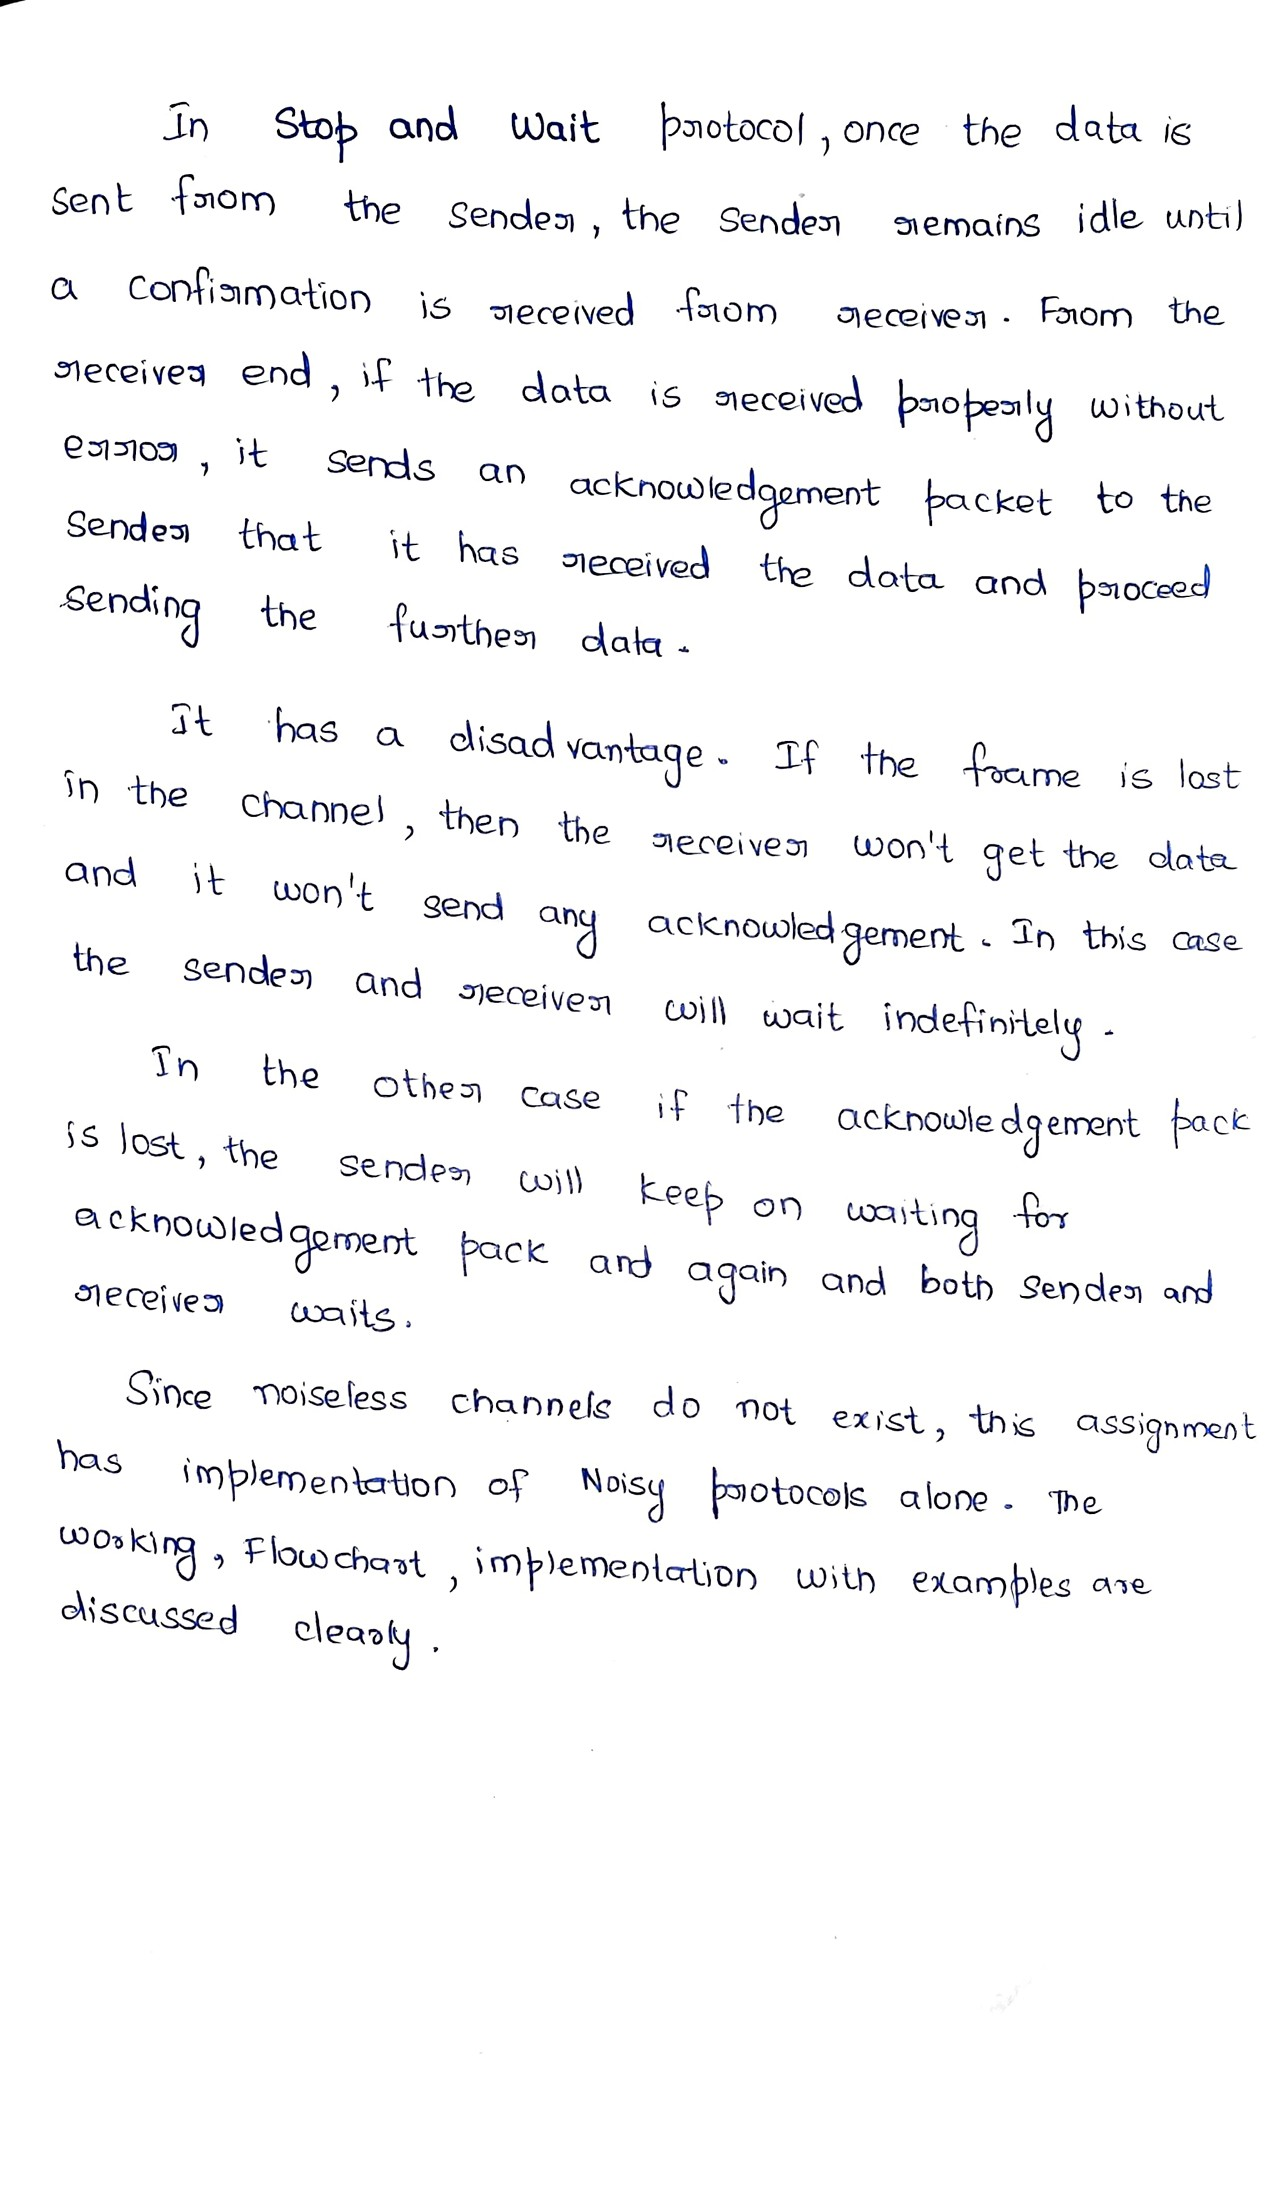 In Stop and Wait protocol, once the data is
sent from the sender, the sender remains idle until
a confirmation is received from receiver. From the
receiver end, if the data is received properly without
error, it sends an acknowledgement packet to the
sender that it has received the data and proceed
sending the further data.
It has a disadvantage. If the frame is lost
in the channel, then the receiver won't get the data
and it won't send any acknowledgement. In this case
the sender and receiver will wait indefinitely.
In the other case if the acknowledgement pack
is lost, the sender will keep on waiting for
acknowledgement pack and again and both sender and
receiver waits.
Since noiseless channels do not exist, this assignment
has implementation of Noisy protocols alone. The
working, Flowchart, implementation with examples are
discussed clearly.